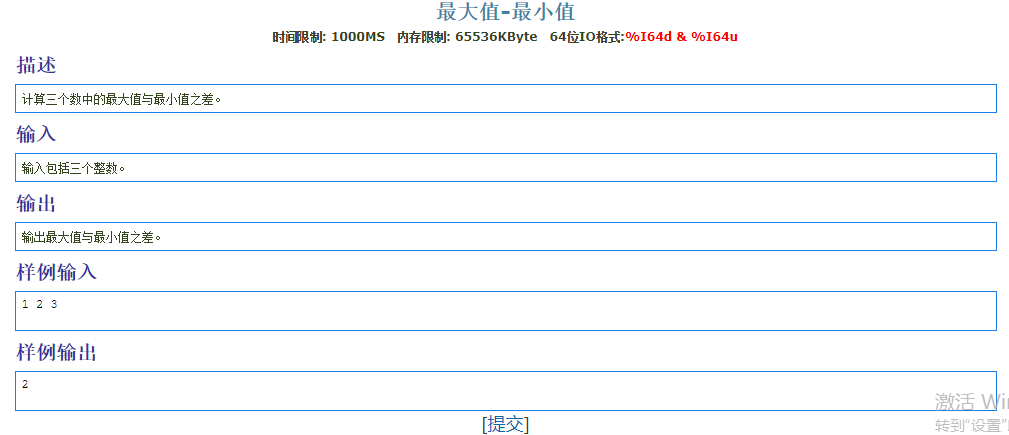 最大值-最小值
时间限制: 1000MS 内存限制: 65536KByte 64位IO格式:%I64d & %I64u
描述
计算三个数中的最大值与最小值之差。
输入
输入包括三个整数。
输出
输出最大值与最小值之差。
样例输入
1 2 3
样例输出
2
激活 Wi
[提交]
转到"设置"